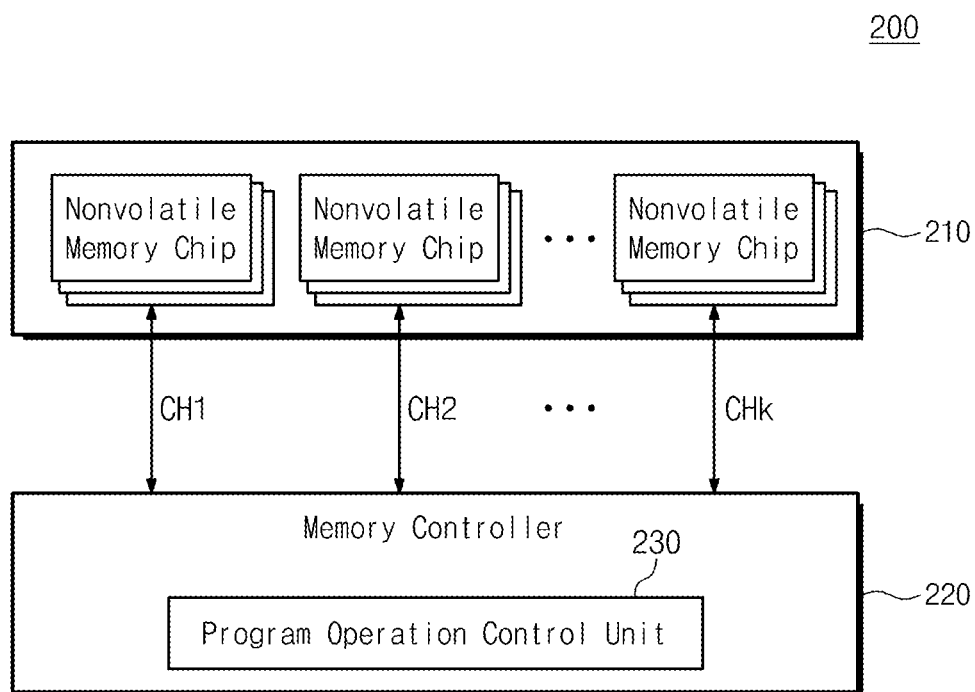 200
Nonvolatile
Memory Chip
Nonvolatile
Memory Chip
• • •
Nonvolatile
Memory Chip
210
CH1
CH2
• • •
CHk
Memory Controller
230
220
Program Operation Control Unit